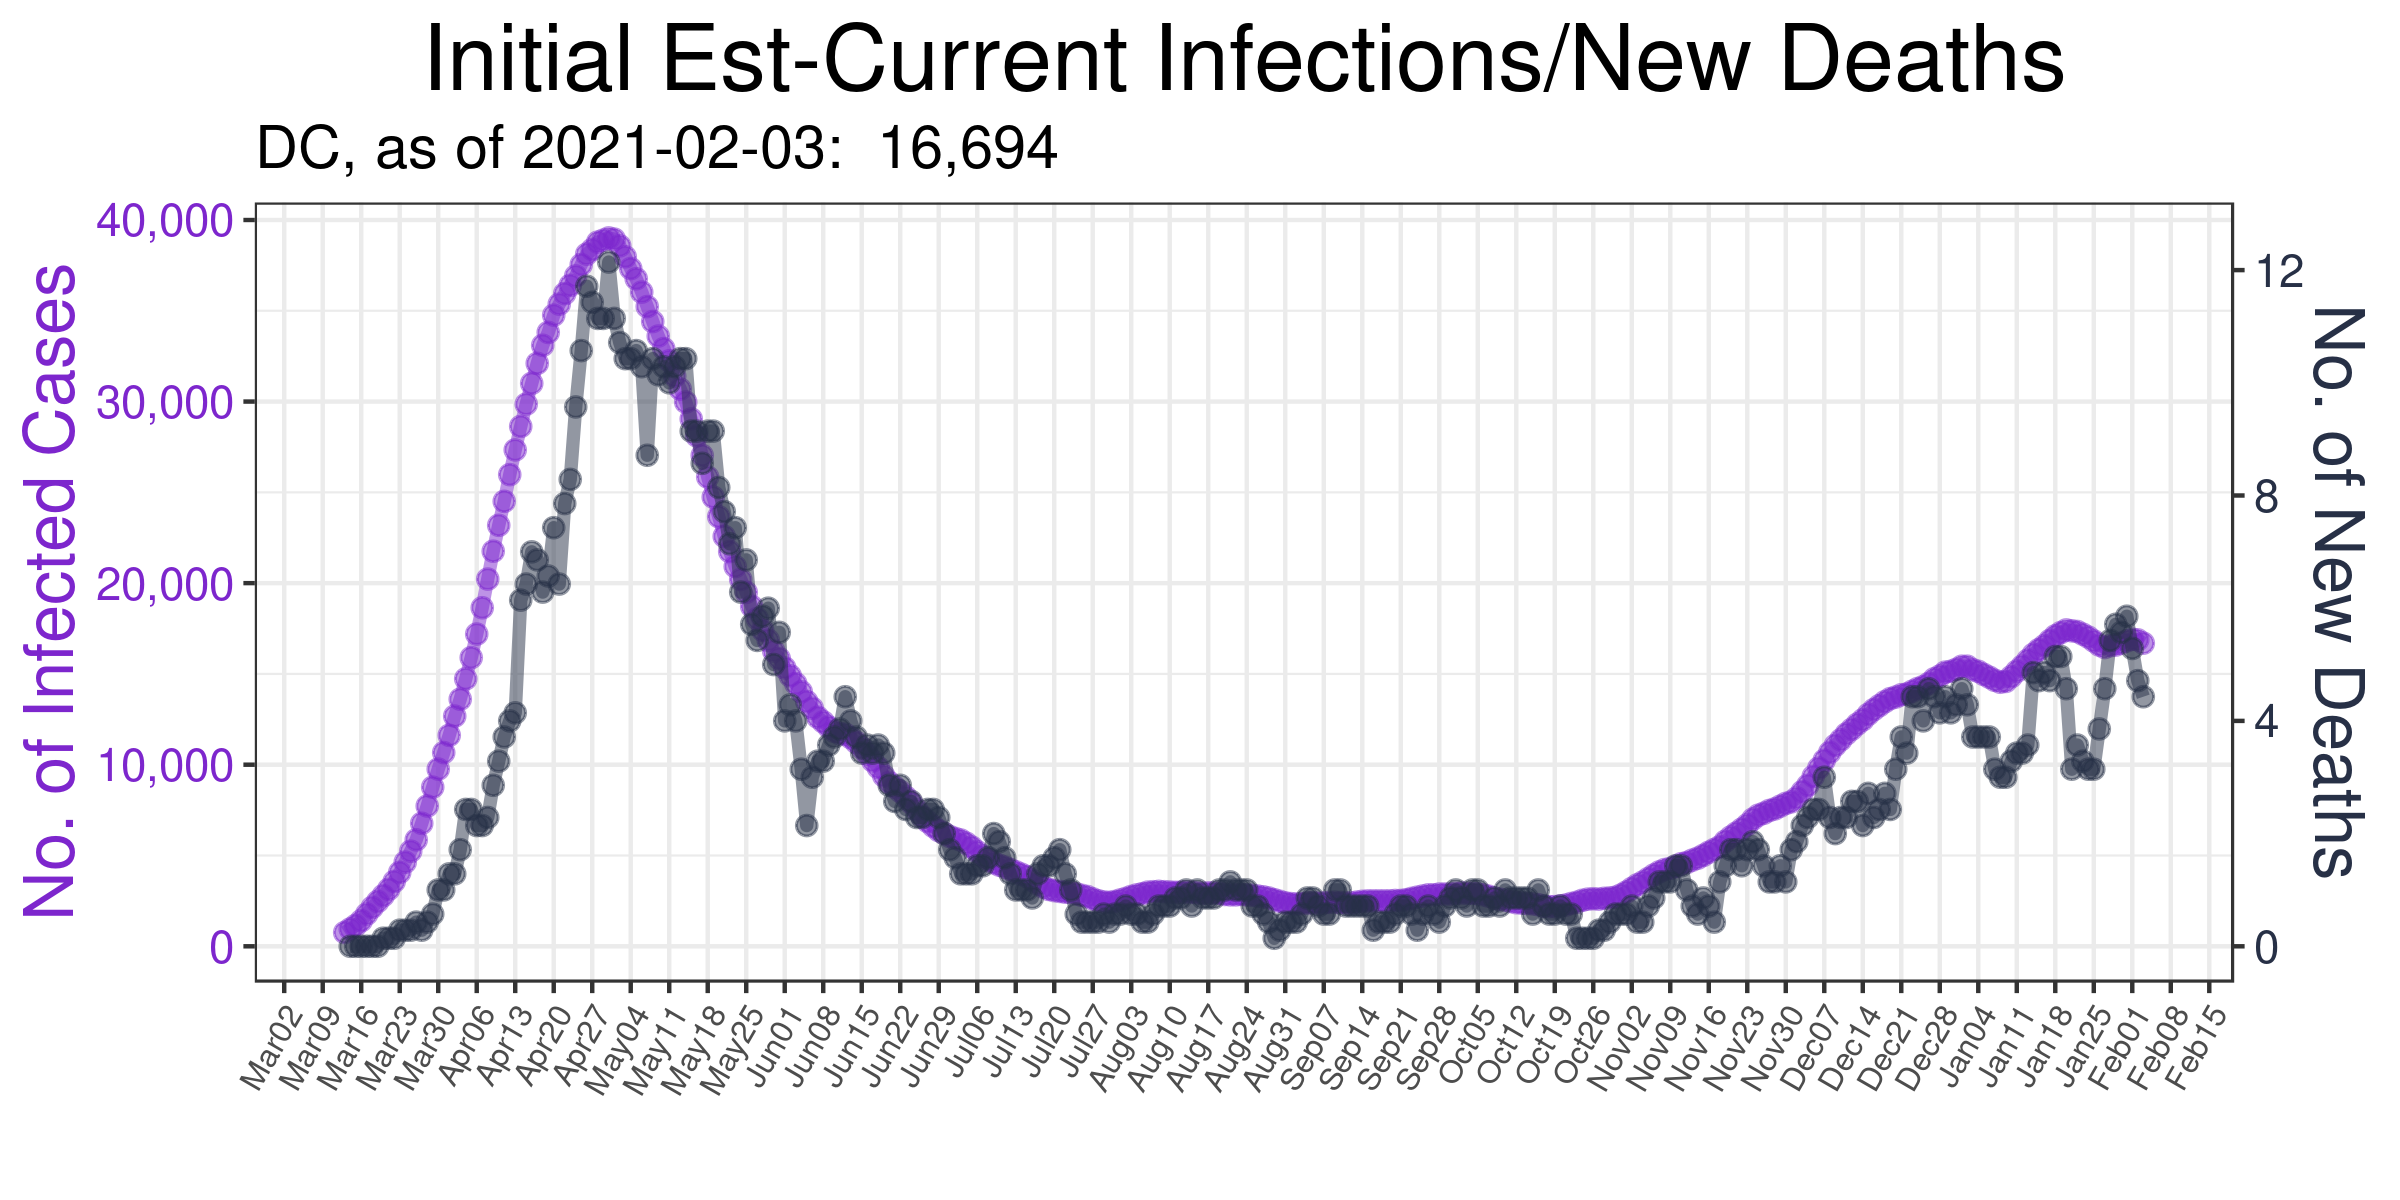 Initial Est-Current Infections/New Deaths
DC, as of 2021-02-03:  16,694
No. of Infected Cases
40,000
30,000
20,000
10,000
0
12
8
4
0
No. of New Deaths
Mar02
Mar09
Mar16
Mar23
Mar30
Apr06
Apr13
Apr20
Apr27
May04
May11
May18
May25
Jun01
Jun08
Jun15
Jun22
Jun29
Jul06
Jul13
Jul20
Jul27
Aug03
Aug10
Aug17
Aug24
Aug31
Sep07
Sep14
Sep21
Sep28
Oct05
Oct12
Oct19
Oct26
Nov02
Nov09
Nov16
Nov23
Nov30
Dec07
Dec14
Dec21
Dec28
Jan04
Jan11
Jan18
Jan25
Feb01
Feb08
Feb15